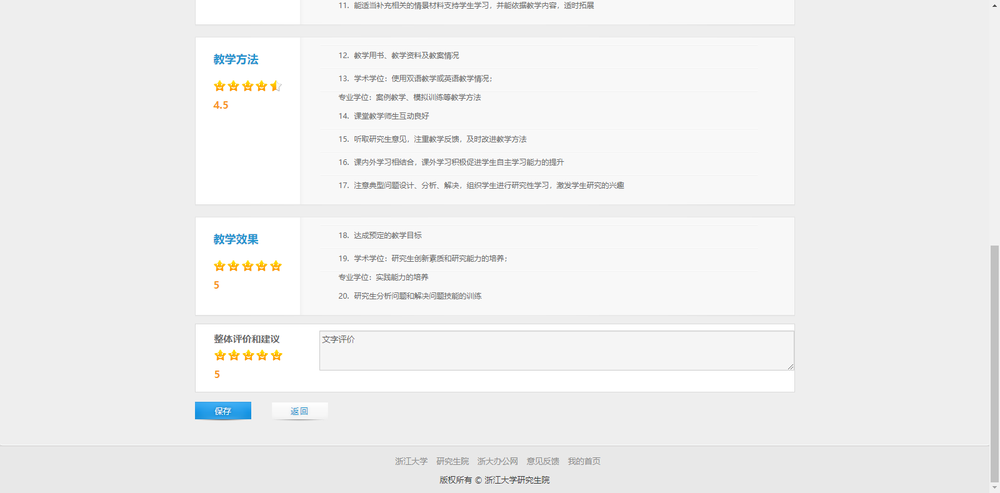 11. 能适当补充相关的情景材料支持学生学习，并能依据教学内容，适时拓展
教学方法
4.5
12. 教学用书、教学资料及教案情况
13. 学术学位：使用双语教学或英语教学情况；
专业学位：案例教学、模拟训练等教学方法
14. 课堂教学师生互动良好
15. 听取研究生意见，注重教学反馈，及时改进教学方法
16. 课内外学习相结合，课外学习积极促进学生自主学习能力的提升
17. 注意典型问题设计、分析、解决，组织学生进行研究性学习，激发学生研究的兴趣
教学效果
5
18. 达成预定的教学目标
19. 学术学位：研究生创新素质和研究能力的培养；
专业学位：实践能力的培养
20. 研究生分析问题和解决问题技能的训练
整体评价和建议
5
文字评价
保存 返回
浙江大学 研究生院 浙大办公网 意见反馈 我的首页
版权所有 © 浙江大学研究生院